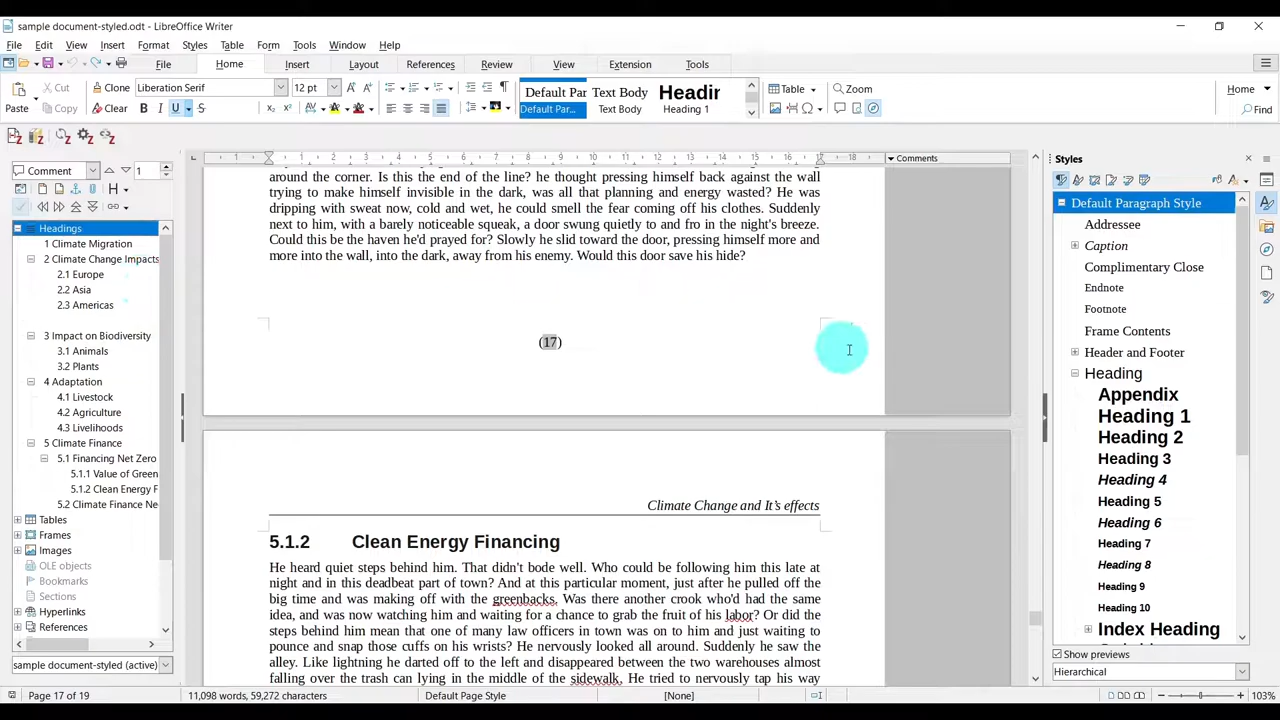 sample document-styled.odt - LibreOffice Writer
File Edit View Insert Format Styles Table Form Tools Window Help
File Home Insert Layout References Review View Extension Tools
Paste Cut Clone Liberation Serif 12 pt Default Par Text Body Headir Table Zoom Home
Copy Clear Default Par Text Body Heading 1 Find
Comment 1
Headings
1 Climate Migration
2 Climate Change Impacts
2.1 Europe
2.2 Asia
2.3 Americas
3 Impact on Biodiversity
3.1 Animals
3.2 Plants
4 Adaptation
4.1 Livestock
4.2 Agriculture
4.3 Livelihoods
5 Climate Finance
5.1 Financing Net Zero
5.1.1 Value of Green
5.1.2 Clean Energy F
5.2 Climate Finance Ne
Tables
Frames
Images
OLE objects
Bookmarks
Sections
Hyperlinks
References
sample document-styled.odt (active)
1 1 2 3 4 5 6 7 8 9 10 11 12 13 14 15 16 17 18
Comments
around the corner. Is this the end of the line? he thought pressing himself back against the wall
trying to make himself invisible in the dark, was all that planning and energy wasted? He was
dripping with sweat now, cold and wet, he could smell the fear coming off his clothes. Suddenly
next to him, with a barely noticeable squeak, a door swung quietly to and fro in the night's breeze.
Could this be the haven he'd prayed for? Slowly he slid toward the door, pressing himself more and
more into the wall, into the dark, away from his enemy. Would this door save his hide?
(17)
Climate Change and It's effects
5.1.2 Clean Energy Financing
He heard quiet steps behind him. That didn't bode well. Who could be following him this late at
night and in this deadbeat part of town? And at this particular moment, just after he pulled off the
big time and was making off with the greenbacks. Was there another crook who'd had the same
idea, and was now watching him and waiting for a chance to grab the fruit of his labor? Or did the
steps behind him mean that one of many law officers in town was on to him and just waiting to
pounce and snap those cuffs on his wrists? He nervously looked all around. Suddenly he saw the
alley. Like lightning he darted off to the left and disappeared between the two warehouses almost
falling over the trash can lying in the middle of the sidewalk. He tried to nervously tap his way
Styles
Default Paragraph Style
Addressee
Caption
Complimentary Close
Endnote
Footnote
Frame Contents
Header and Footer
Heading
Appendix
Heading 1
Heading 2
Heading 3
Heading 4
Heading 5
Heading 6
Heading 7
Heading 8
Heading 9
Heading 10
Index Heading
Show previews
Hierarchical
Page 17 of 19 11,098 words, 59,272 characters Default Page Style [None] 103%